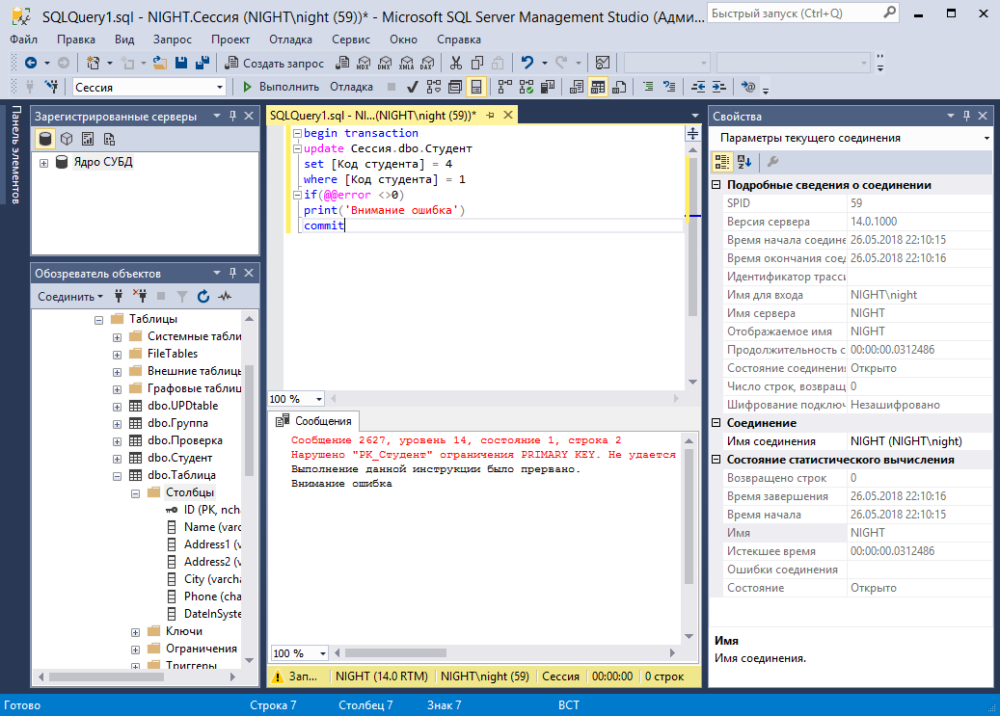 SQLQuery1.sql - NIGHT.Сессия (NIGHT\night (59))* - Microsoft SQL Server Management Studio (Адми...
Быстрый запуск (Ctrl+Q)
Файл Правка Вид Запрос Проект Отладка Сервис Окно Справка
Создать запрос MDX DMX XMLA DAX
Сессия Выполнить Отладка
Панель элементов
Зарегистрированные серверы
Ядро СУБД
Обозреватель объектов
Соединить
Таблицы
Системные табли
FileTables
Внешние таблицы
Графовые таблиц
dbo.UPDtable
dbo.Группа
dbo.Проверка
dbo.Студент
dbo.Таблица
Столбцы
ID (PK, ncha
Name (varc
Address1 (v
Address2 (v
City (varcha
Phone (cha
DateInSyste
Ключи
Ограничения
Триггеры
SQLQuery1.sql - NI...(NIGHT\night (59))*
begin transaction
update Сессия.dbo.Студент
set [Код студента] = 4
where [Код студента] = 1
if(@@error <>0)
print('Внимание ошибка')
commit
100 %
Сообщения
Сообщение 2627, уровень 14, состояние 1, строка 2
Нарушено "PK_Студент" ограничения PRIMARY KEY. Не удается
Выполнение данной инструкции было прервано.
Внимание ошибка
100 %
Зап... NIGHT (14.0 RTM) NIGHT\night (59) Сессия 00:00:00 0 строк
Свойства
Параметры текущего соединения
Подробные сведения о соединении
SPID 59
Версия сервера 14.0.1000
Время начала соедине 26.05.2018 22:10:15
Время окончания соед 26.05.2018 22:10:16
Идентификатор трасси
Имя для входа NIGHT\night
Имя сервера NIGHT
Отображаемое имя NIGHT
Продолжительность с 00:00:00.0312486
Состояние соединени Открыто
Число строк, возвращ 0
Шифрование подключ Незашифровано
Соединение
Имя соединения NIGHT (NIGHT\night)
Состояние статистического вычисления
Возвращено строк 0
Время завершения 26.05.2018 22:10:16
Время начала 26.05.2018 22:10:15
Имя NIGHT
Истекшее время 00:00:00.0312486
Ошибки соединения
Состояние Открыто
Имя
Имя соединения.
Готово Строка 7 Столбец 7 Знак 7 ВСТ